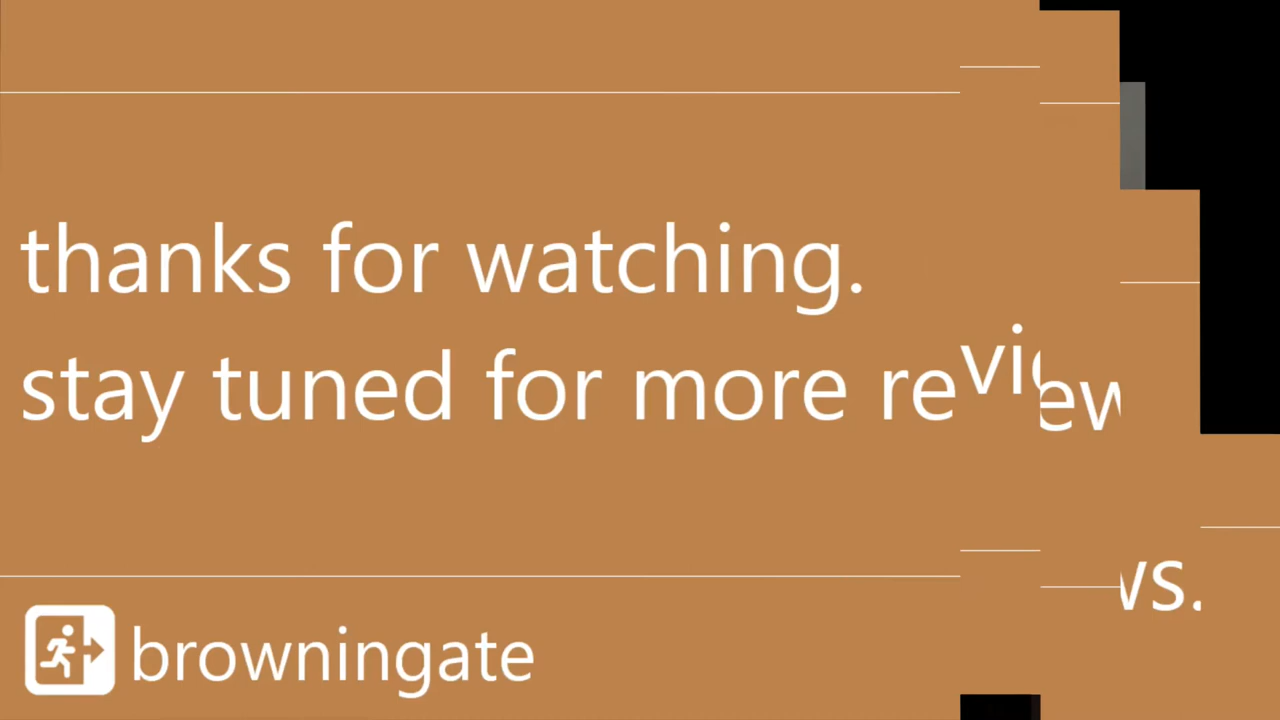 thanks for watching.
stay tuned for more reviews.
browningate